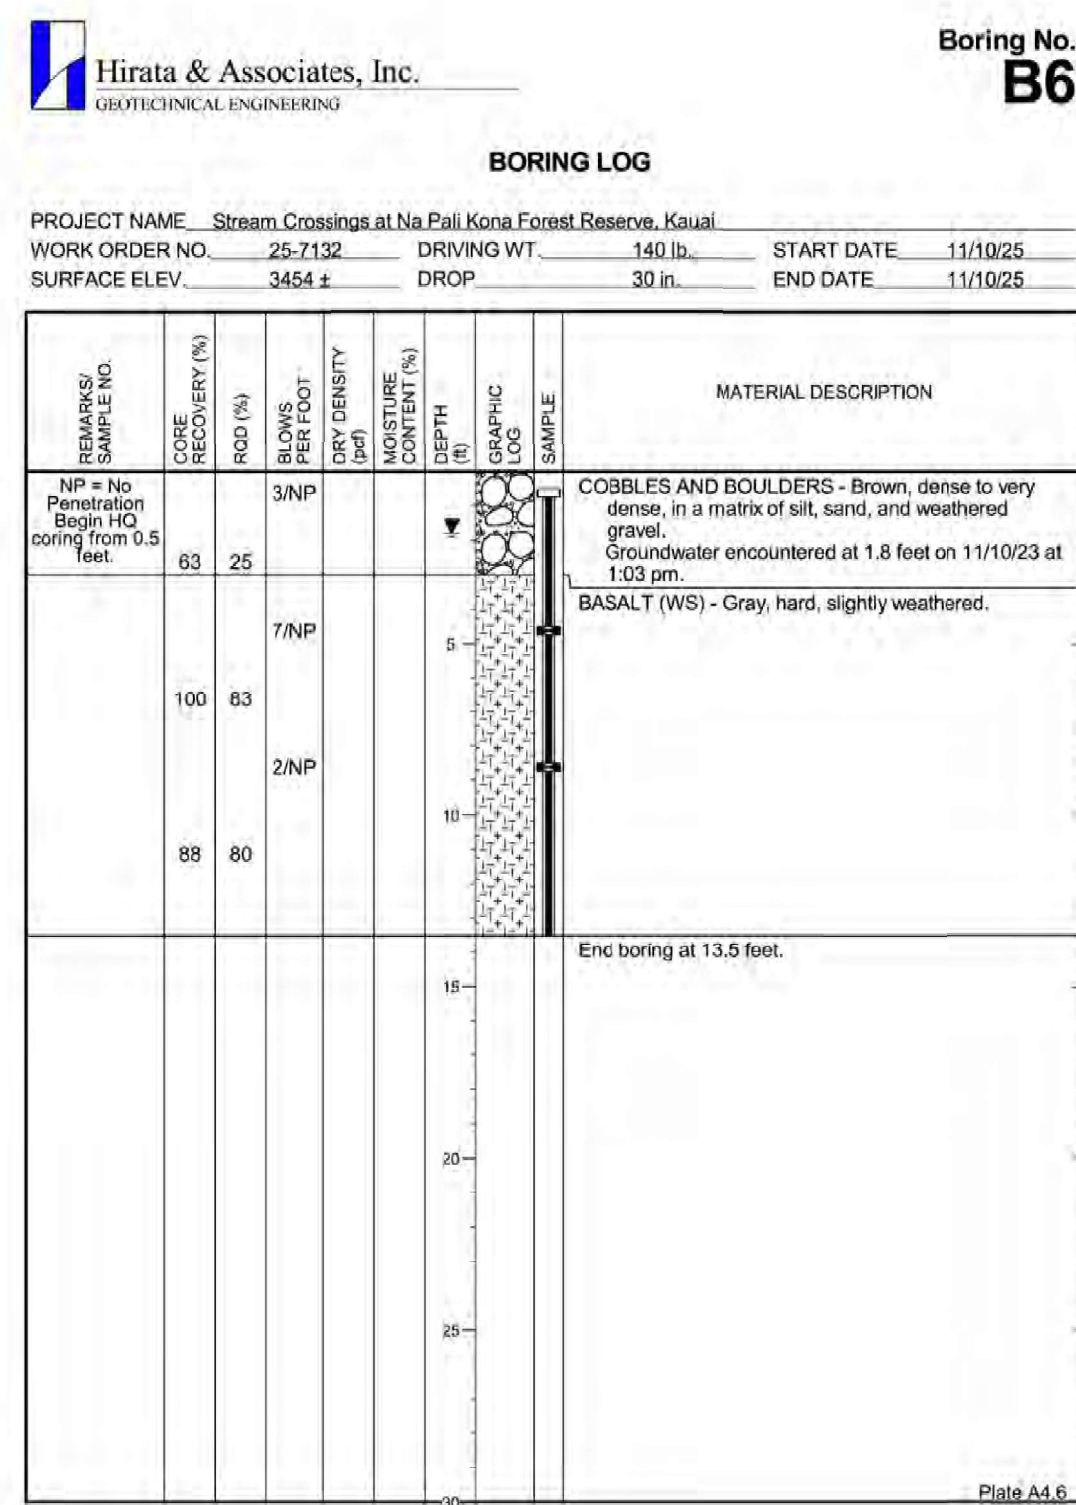 Hirata & Associates, Inc.
GEOTECHNICAL ENGINEERING
Boring No.
B6
BORING LOG
PROJECT NAME Stream Crossings at Na Pali Kona Forest Reserve, Kauai
WORK ORDER NO. 25-7132 DRIVING WT. 140 lb. START DATE 11/10/25
SURFACE ELEV. 3454 ± DROP 30 in. END DATE 11/10/25
REMARKS/
SAMPLE NO.
CORE
RECOVERY (%)
RQD (%)
BLOWS
PER FOOT
DRY DENSITY
(pcf)
MOISTURE
CONTENT (%)
DEPTH
(ft)
GRAPHIC
LOG
SAMPLE
MATERIAL DESCRIPTION
NP = No
Penetration
Begin HQ
coring from 0.5
feet.
3/NP
63 25
COBBLES AND BOULDERS - Brown, dense to very
dense, in a matrix of silt, sand, and weathered
gravel.
Groundwater encountered at 1.8 feet on 11/10/23 at
1:03 pm.
BASALT (WS) - Gray, hard, slightly weathered.
7/NP
5
100 83
2/NP
10
88 80
End boring at 13.5 feet.
15
20
25
30
Plate A4.6